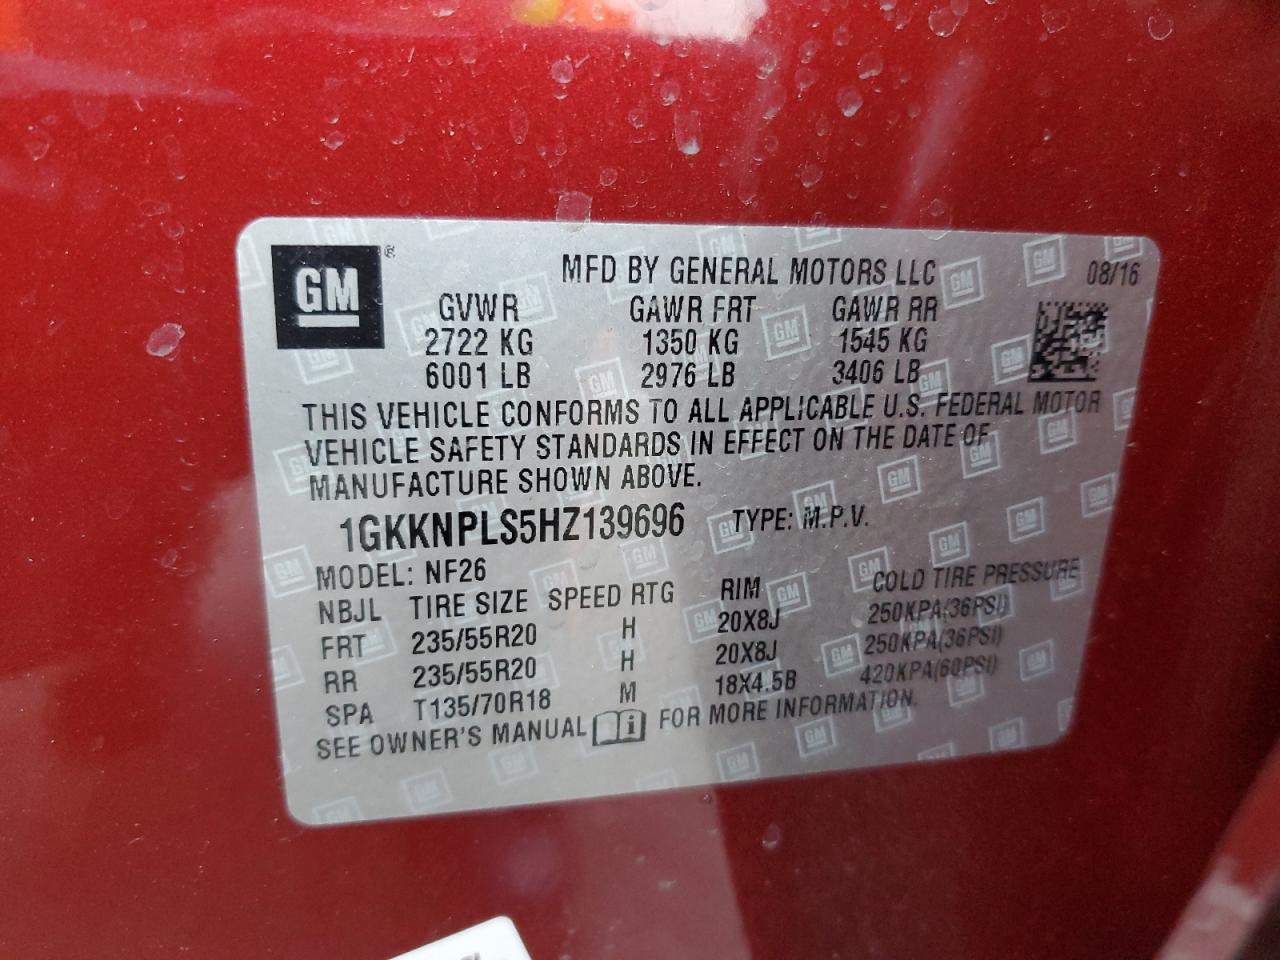 GM ® MFD BY GENERAL MOTORS LLC 08/16
GVWR GAWR FRT GAWR RR
2722 KG 1350 KG 1545 KG
6001 LB 2976 LB 3406 LB
THIS VEHICLE CONFORMS TO ALL APPLICABLE U.S. FEDERAL MOTOR
VEHICLE SAFETY STANDARDS IN EFFECT ON THE DATE OF
MANUFACTURE SHOWN ABOVE.
1GKKNPLS5HZ139696 TYPE: M.P.V.
MODEL: NF26
NBJL TIRE SIZE SPEED RTG RIM COLD TIRE PRESSURE
FRT 235/55R20 H 20X8J 250KPA(36PSI)
RR 235/55R20 H 20X8J 250KPA(36PSI)
SPA T135/70R18 M 18X4.5B 420KPA(60PSI)
SEE OWNER'S MANUAL i FOR MORE INFORMATION.